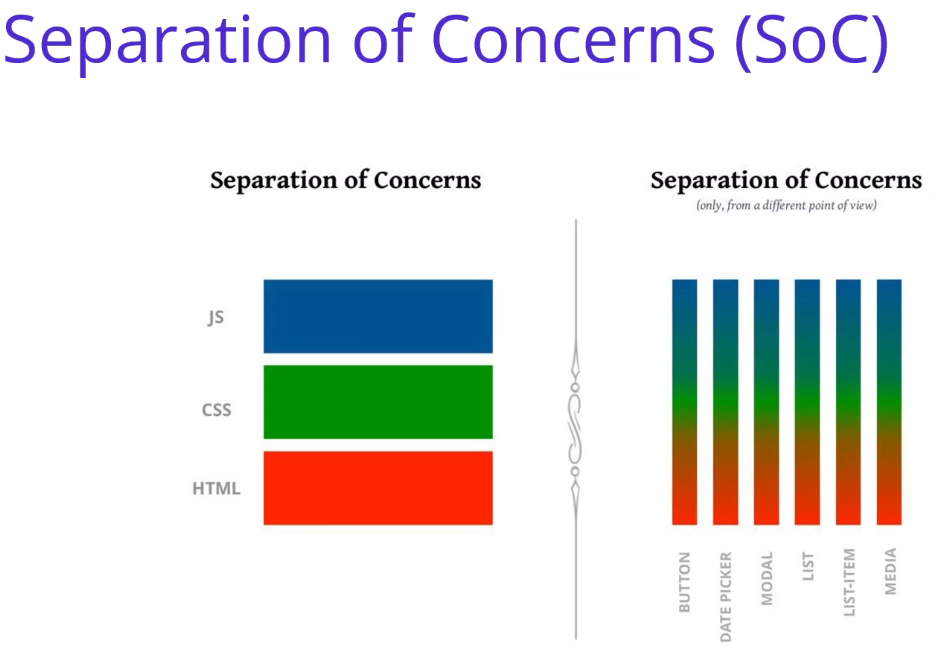 Separation of Concerns (SoC)
Separation of Concerns
JS
CSS
HTML
Separation of Concerns
(only, from a different point of view)
BUTTON
DATE PICKER
MODAL
LIST
LIST-ITEM
MEDIA